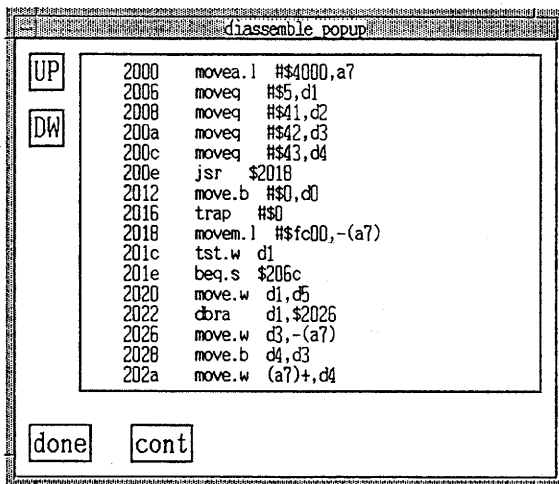 diassemble popup
UP
DW
2000 movea.l #$4000,a7
2006 moveq #$5,d1
2008 moveq #$41,d2
200a moveq #$42,d3
200c moveq #$43,d4
200e jsr $2018
2012 move.b #$0,d0
2016 trap #$0
2018 movem.l #$fc00,-(a7)
201c tst.w d1
201e beq.s $206c
2020 move.w d1,d5
2022 dbra d1,$2026
2026 move.w d3,-(a7)
2028 move.b d4,d3
202a move.w (a7)+,d4
done cont